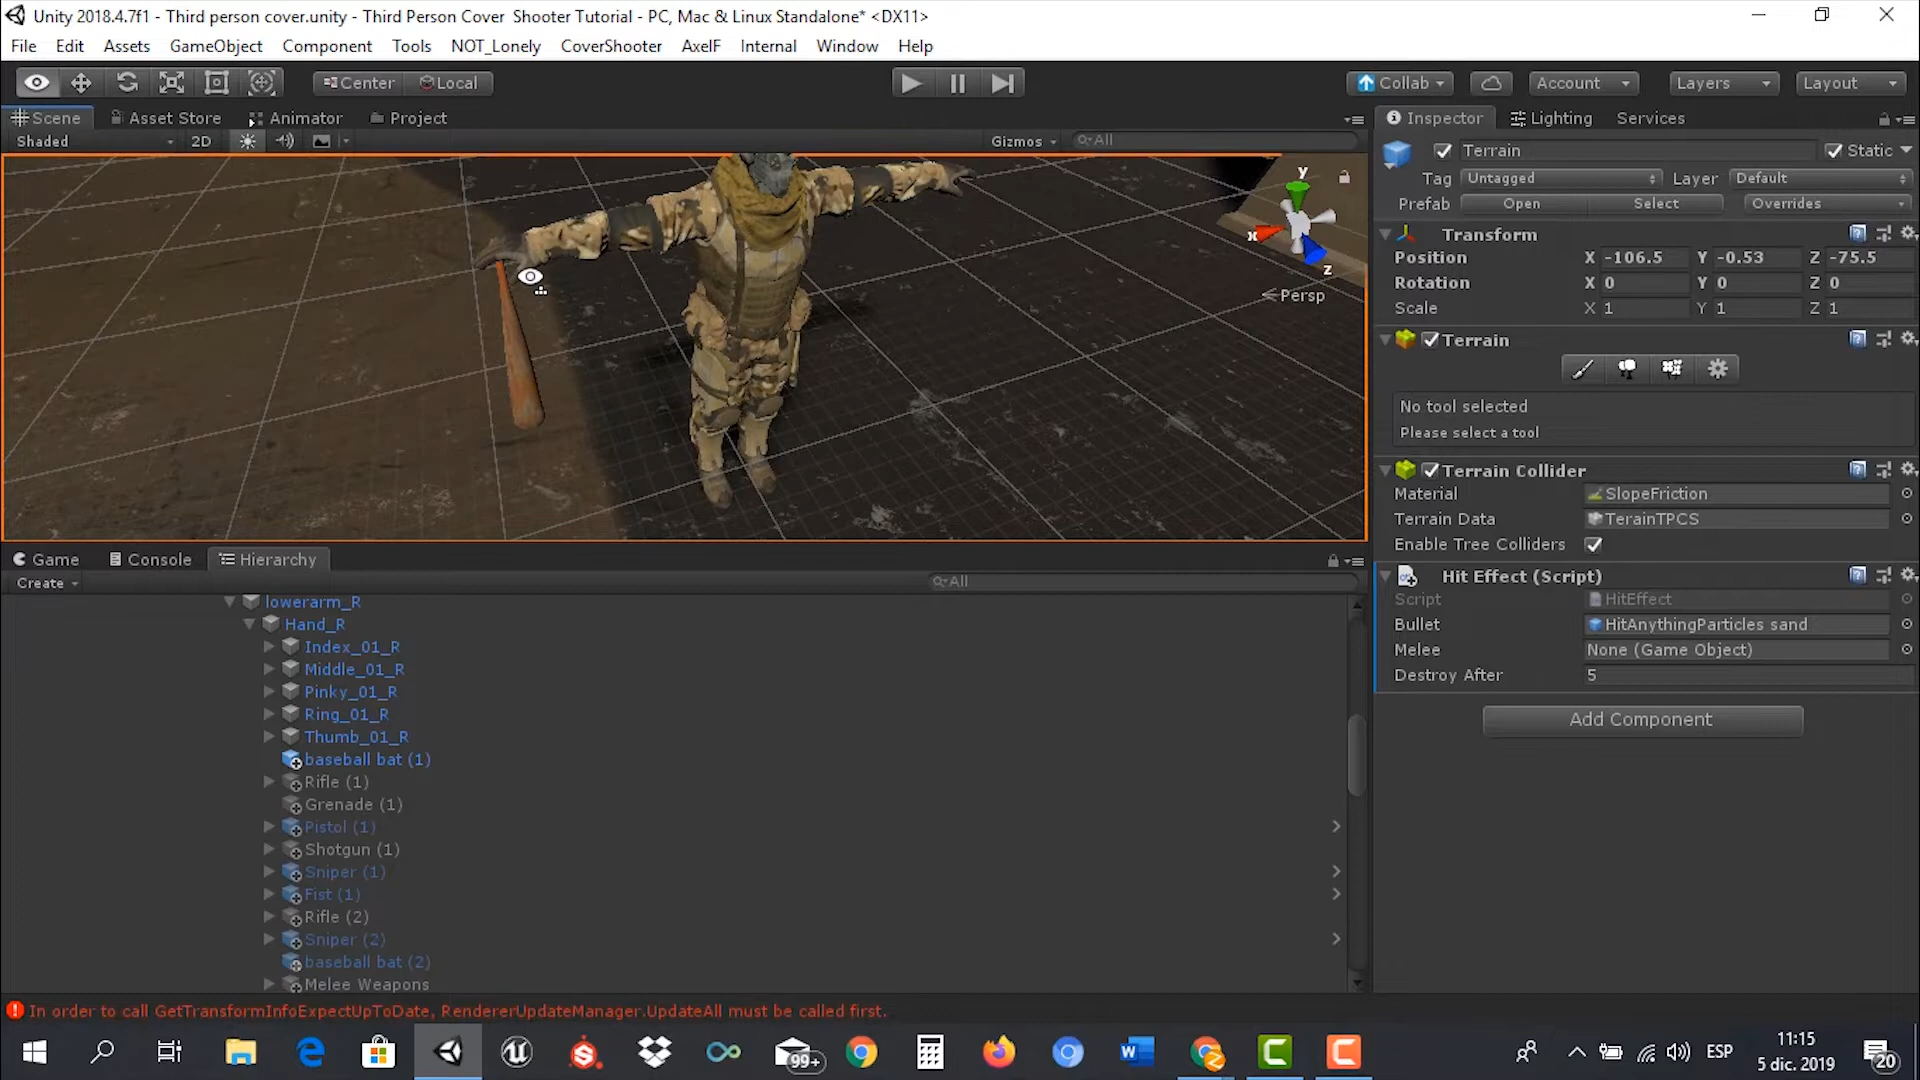 Unity 2018.4.7f1 - Third person cover.unity - Third Person Cover  Shooter Tutorial - PC, Mac & Linux Standalone* <DX11>
File Edit Assets GameObject Component Tools NOT_Lonely CoverShooter AxelF Internal Window Help
Center Local Collab Account Layers Layout
Scene Asset Store Animator Project
Shaded 2D Gizmos All
y
x
z
Persp
Inspector Lighting Services
Terrain Static
Tag Untagged Layer Default
Prefab Open Select Overrides
Transform
Position X -106.5 Y -0.53 Z -75.5
Rotation X 0 Y 0 Z 0
Scale X 1 Y 1 Z 1
Terrain
No tool selected
Please select a tool
Terrain Collider
Material SlopeFriction
Terrain Data TerainTPCS
Enable Tree Colliders
Hit Effect (Script)
Script HitEffect
Bullet HitAnythingParticles sand
Melee None (Game Object)
Destroy After 5
Add Component
Game Console Hierarchy
Create All
lowerarm_R
Hand_R
Index_01_R
Middle_01_R
Pinky_01_R
Ring_01_R
Thumb_01_R
baseball bat (1)
Rifle (1)
Grenade (1)
Pistol (1)
Shotgun (1)
Sniper (1)
Fist (1)
Rifle (2)
Sniper (2)
baseball bat (2)
Melee Weapons
In order to call GetTransformInfoExpectUpToDate, RendererUpdateManager.UpdateAll must be called first.
99+
ESP
11:15
5 dic. 2019
20